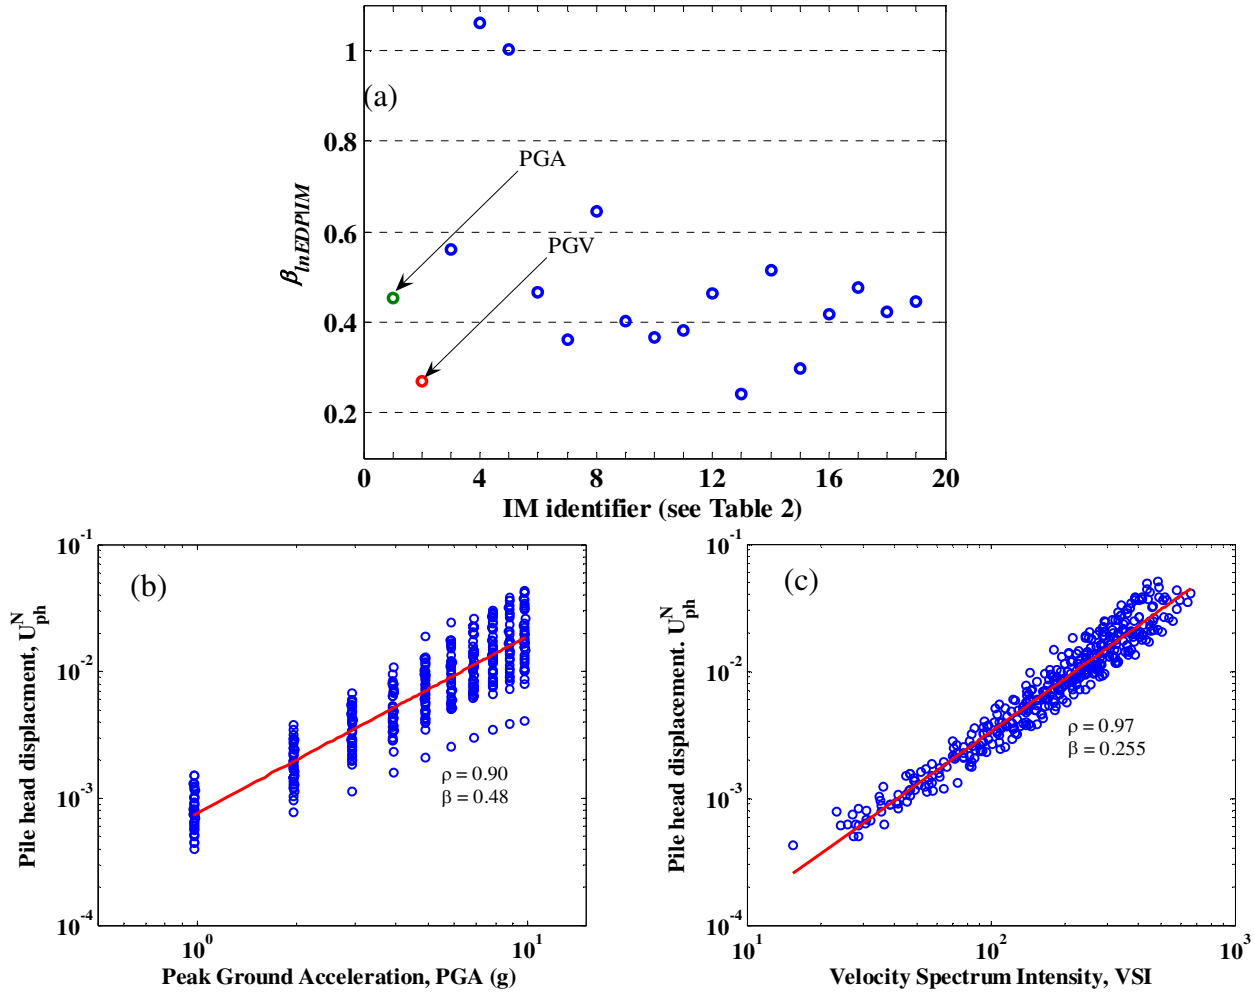 1
0.8
0.6
0.4
0.2
β_lnEDP|IM
(a)
PGA
PGV
0 4 8 12 16 20
IM identifier (see Table 2)
10^-1
10^-2
10^-3
10^-4
Pile head displacment, U_ph^N
(b)
ρ = 0.90
β = 0.48
10^0 10^1
Peak Ground Acceleration, PGA (g)
10^-1
10^-2
10^-3
10^-4
Pile head displacement. U_ph^N
(c)
ρ = 0.97
β = 0.255
10^1 10^2 10^3
Velocity Spectrum Intensity, VSI